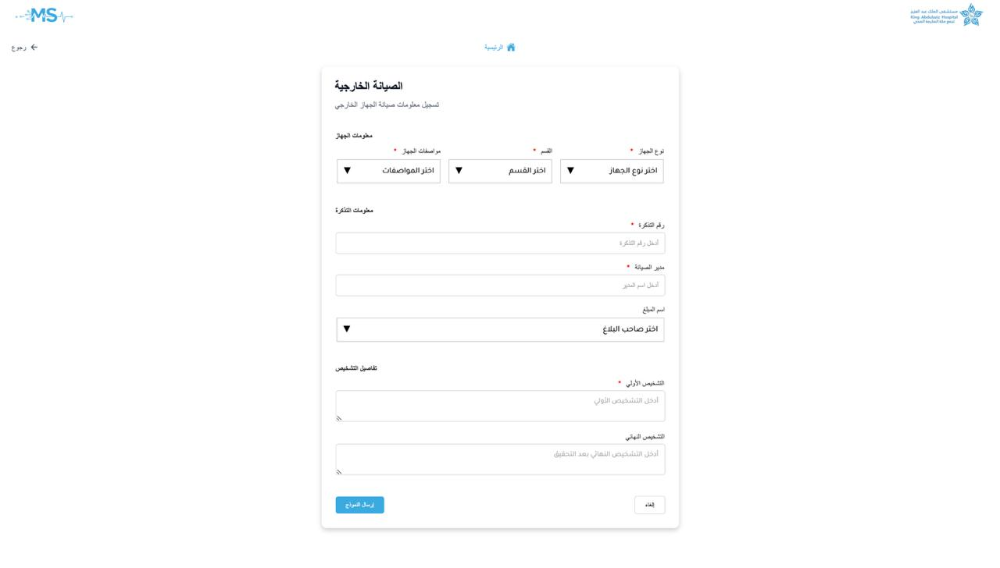 MS
مستشفى الملك عبد العزيز
King Abdulaziz Hospital
تجمع مكة المكرمة الصحي
الرئيسية
رجوع
الصيانة الخارجية
تسجيل معلومات صيانة الجهاز الخارجي
معلومات الجهاز
نوع الجهاز *
القسم *
مواصفات الجهاز *
اختر نوع الجهاز
اختر القسم
اختر المواصفات
معلومات التذكرة
رقم التذكرة *
أدخل رقم التذكرة
مدير الصيانة *
أدخل اسم المدير
اسم المبلغ
اختر صاحب البلاغ
تفاصيل التشخيص
التشخيص الأولي *
أدخل التشخيص الأولي
التشخيص النهائي
أدخل التشخيص النهائي بعد التحقيق
إلغاء
إرسال النموذج